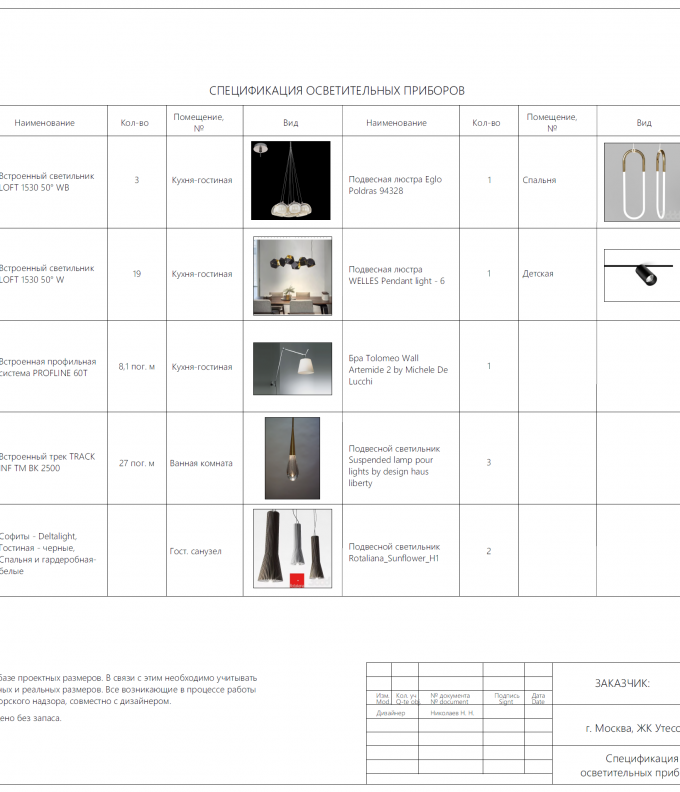 СПЕЦИФИКАЦИЯ ОСВЕТИТЕЛЬНЫХ ПРИБОРОВ
Наименование
Кол-во
Помещение,
№
Вид
Наименование
Кол-во
Помещение,
№
Вид
Встроенный светильник
LOFT 1530 50° WB
3
Кухня-гостиная
Подвесная люстра Eglo
Poldras 94328
1
Спальня
Встроенный светильник
LOFT 1530 50° W
19
Кухня-гостиная
Подвесная люстра
WELLES Pendant light - 6
1
Детская
Встроенная профильная
система PROFLINE 60T
8,1 пог. м
Кухня-гостиная
Бра Tolomeo Wall
Artemide 2 by Michele De
Lucchi
1
Встроенный трек TRACK
INF TM BK 2500
27 пог. м
Ванная комната
Подвесной светильник
Suspended lamp pour
lights by design haus
liberty
3
Софиты - Deltalight,
Гостиная - черные,
Спальня и гардеробная-
белые
Гост. санузел
Подвесной светильник
Rotaliana_Sunflower_H1
2
базе проектных размеров. В связи с этим необходимо учитывать
ных и реальных размеров. Все возникающие в процессе работы
орского надзора, совместно с дизайнером.
ено без запаса.
Изм.
Mod.
Кол. уч
Q-te obj.
№ документа
№ document
Подпись
Signt
Дата
Date
Дизайнер
Николаев Н. Н.
ЗАКАЗЧИК:
г. Москва, ЖК Утесс
Спецификация
осветительных приб